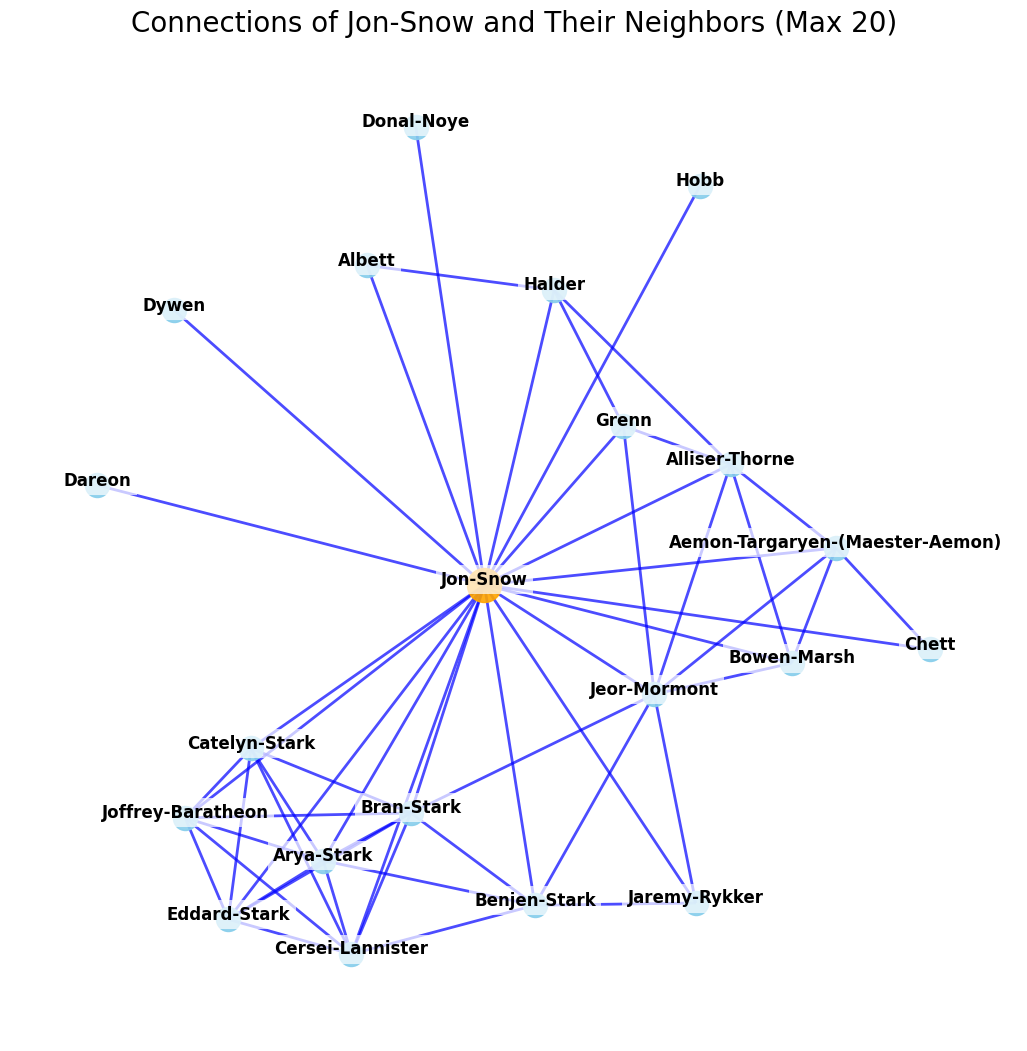 Connections of Jon-Snow and Their Neighbors (Max 20)
Donal-Noye
Hobb
Albett
Halder
Dywen
Grenn
Alliser-Thorne
Dareon
Aemon-Targaryen-(Maester-Aemon)
Jon-Snow
Chett
Bowen-Marsh
Jeor-Mormont
Catelyn-Stark
Bran-Stark
Joffrey-Baratheon
Arya-Stark
Jaremy-Rykker
Benjen-Stark
Eddard-Stark
Cersei-Lannister